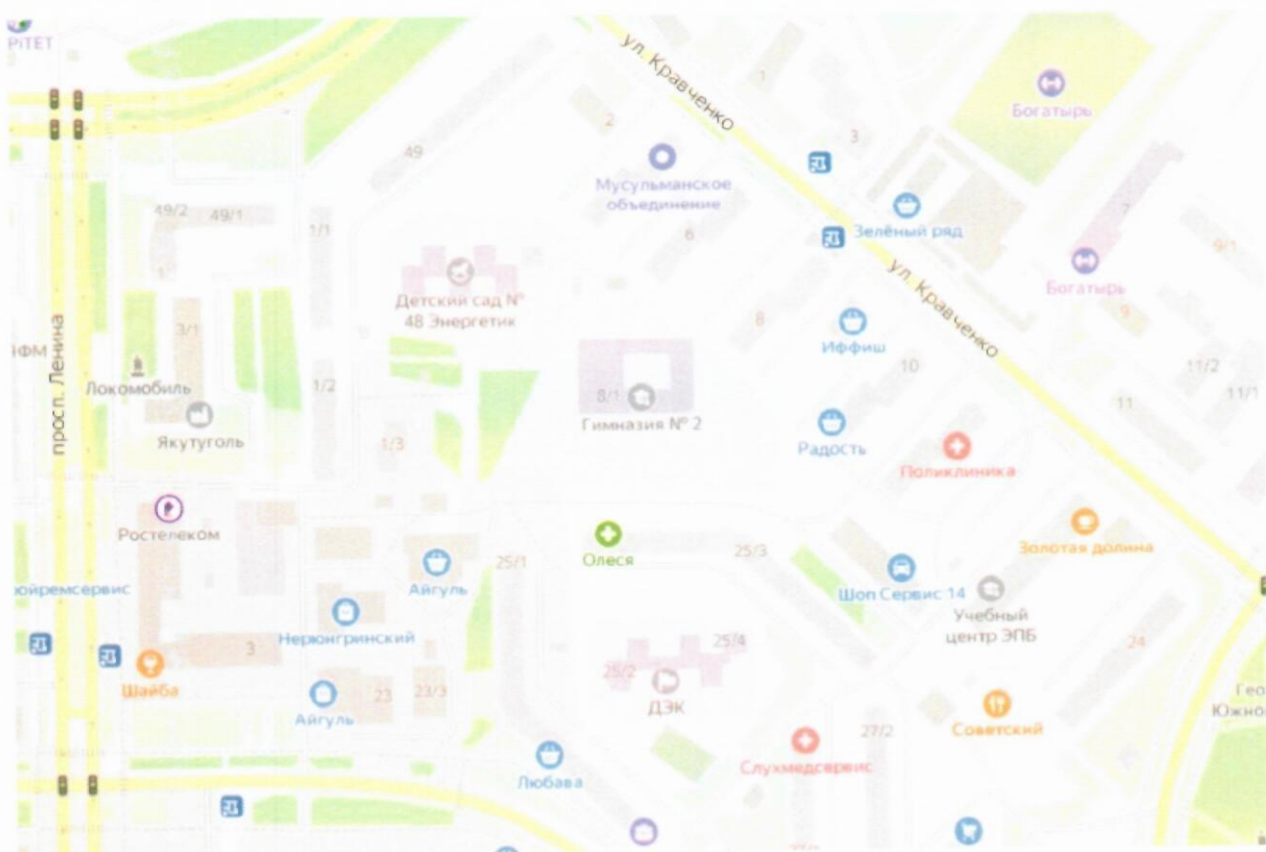 РіТЕТ
ул. Кравченко
1
Богатырь
2
3
49
Мусульманское
объединение
49/2
49/1
1/1
7
Зелёный ряд
6
9/1
1
Богатырь
Детский сад №
48 Энергетик
ул. Кравченко
3/1
8
9
просп. Ленина
Иффиш
10
11/2
Локомобиль
1/2
8/1
11/1
11
Гимназия № 2
Якутуголь
1/3
Радость
Поликлиника
Ростелеком
Золотая долина
25/1
Олеся
25/3
ойремсервис
Айгуль
Шоп Сервис 14
Нерюнгринский
Учебный
центр ЭПБ
3
25/4
24
25/2
Шайба
23
23/3
ДЭК
Гео
Южно
Айгуль
Советский
27/2
Слухмедсервис
Любава